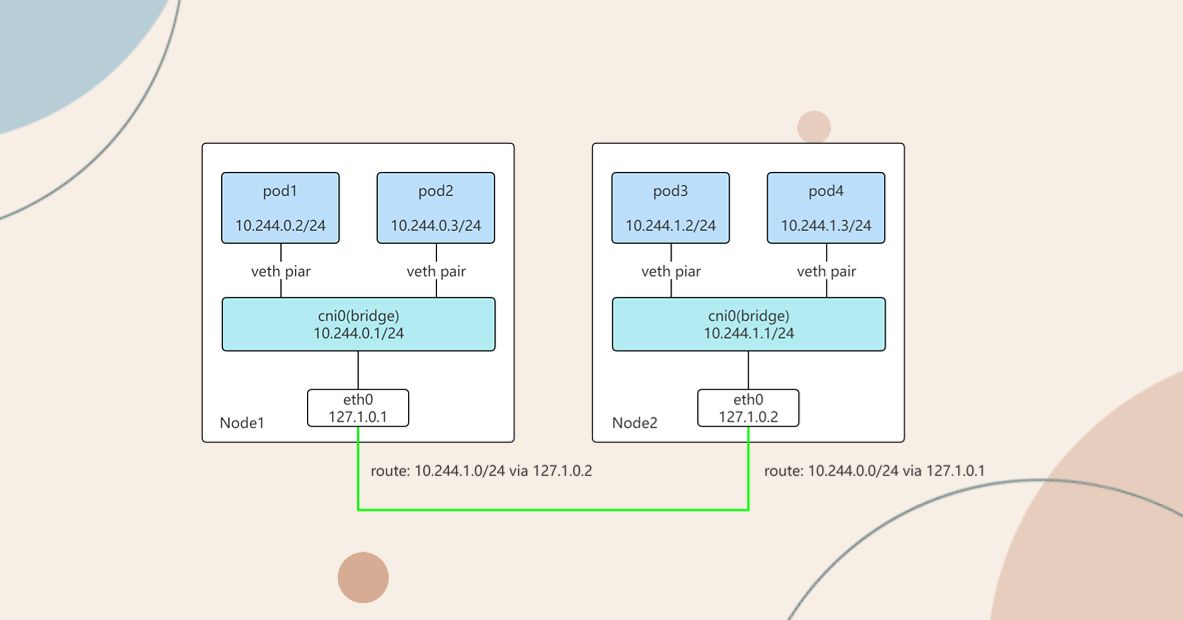 pod1
10.244.0.2/24
pod2
10.244.0.3/24
veth piar
veth pair
cni0(bridge)
10.244.0.1/24
eth0
127.1.0.1
Node1
pod3
10.244.1.2/24
pod4
10.244.1.3/24
veth piar
veth pair
cni0(bridge)
10.244.1.1/24
eth0
127.1.0.2
Node2
route: 10.244.1.0/24 via 127.1.0.2
route: 10.244.0.0/24 via 127.1.0.1